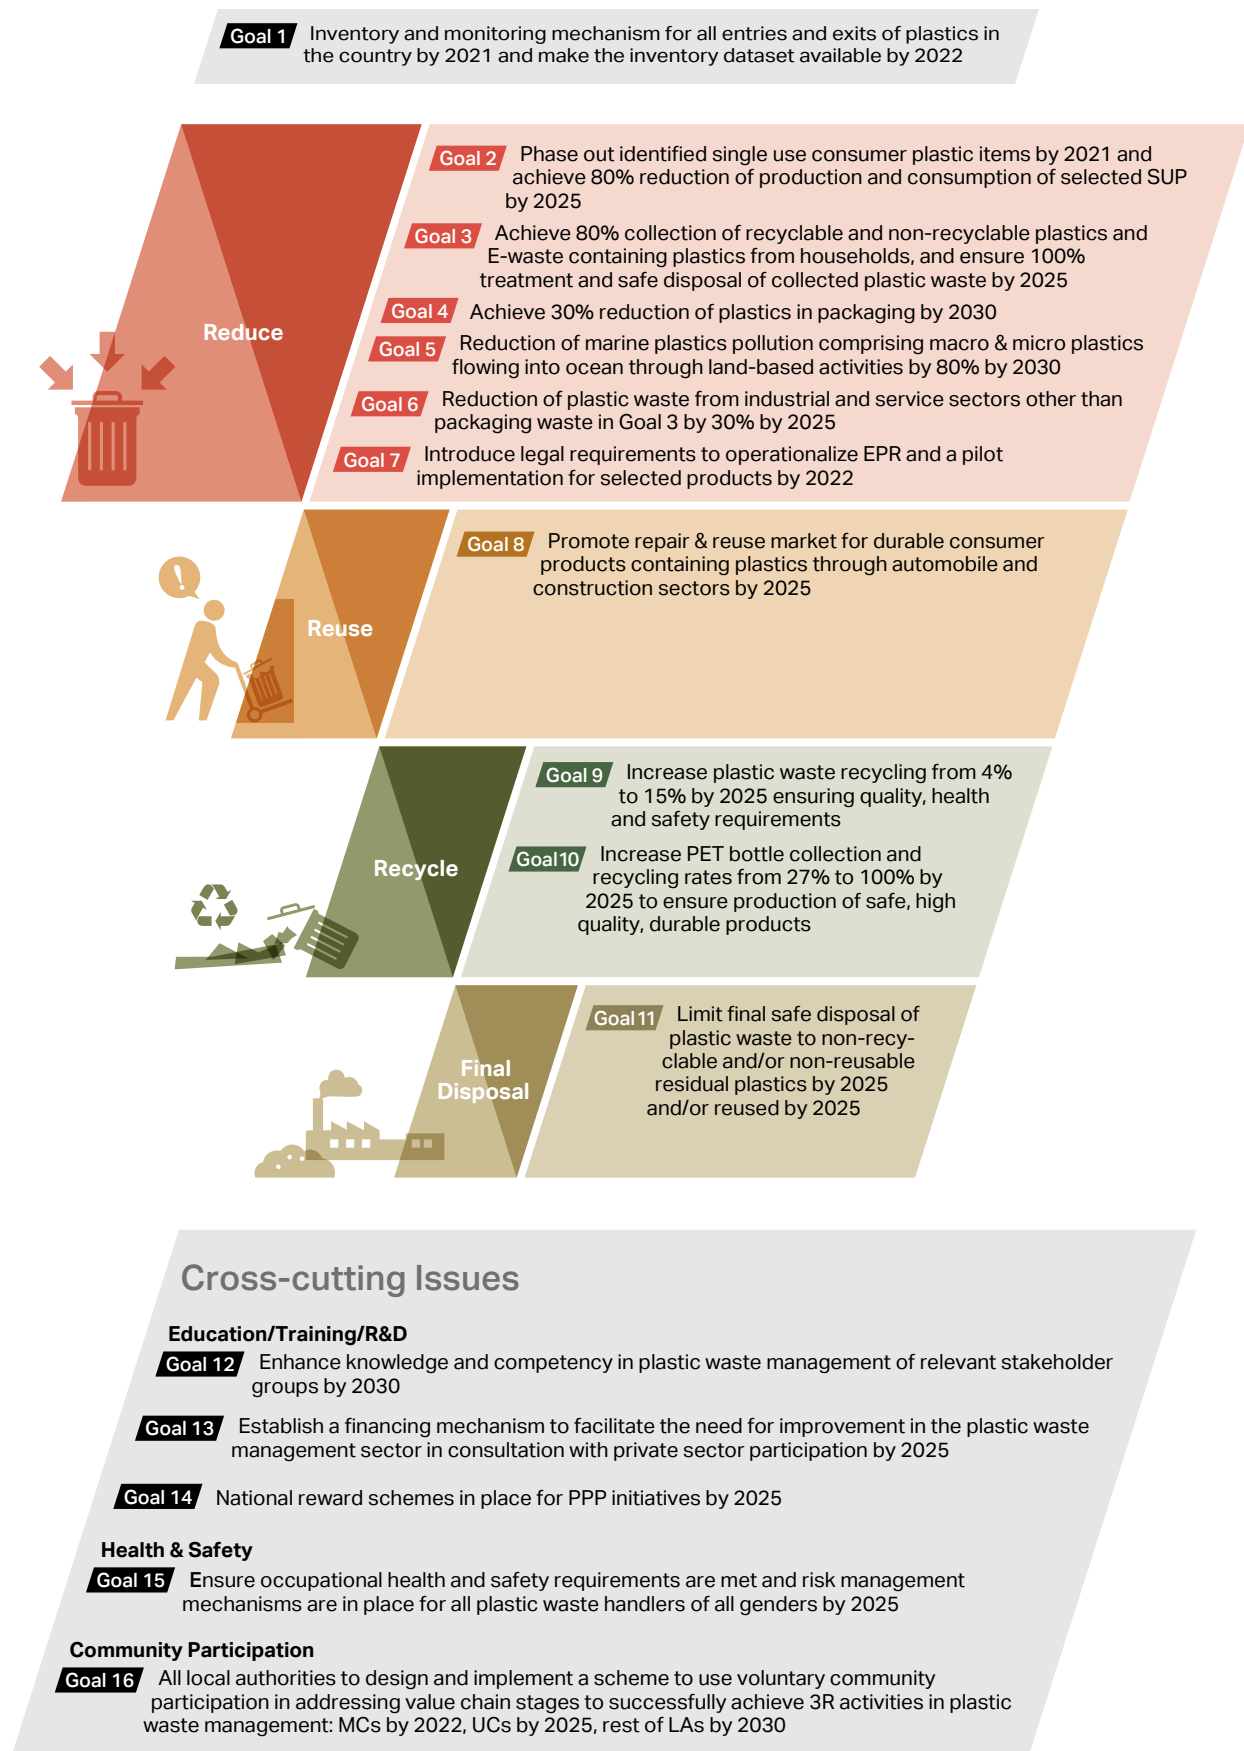 Goal 1 Inventory and monitoring mechanism for all entries and exits of plastics in
the country by 2021 and make the inventory dataset available by 2022
Reduce
Goal 2 Phase out identified single use consumer plastic items by 2021 and
achieve 80% reduction of production and consumption of selected SUP
by 2025
Goal 3 Achieve 80% collection of recyclable and non-recyclable plastics and
E-waste containing plastics from households, and ensure 100%
treatment and safe disposal of collected plastic waste by 2025
Goal 4 Achieve 30% reduction of plastics in packaging by 2030
Goal 5 Reduction of marine plastics pollution comprising macro & micro plastics
flowing into ocean through land-based activities by 80% by 2030
Goal 6 Reduction of plastic waste from industrial and service sectors other than
packaging waste in Goal 3 by 30% by 2025
Goal 7 Introduce legal requirements to operationalize EPR and a pilot
implementation for selected products by 2022
Reuse
Goal 8 Promote repair & reuse market for durable consumer
products containing plastics through automobile and
construction sectors by 2025
Recycle
Goal 9 Increase plastic waste recycling from 4%
to 15% by 2025 ensuring quality, health
and safety requirements
Goal 10 Increase PET bottle collection and
recycling rates from 27% to 100% by
2025 to ensure production of safe, high
quality, durable products
Final
Disposal
Goal 11 Limit final safe disposal of
plastic waste to non-recy-
clable and/or non-reusable
residual plastics by 2025
and/or reused by 2025
Cross-cutting Issues
Education/Training/R&D
Goal 12 Enhance knowledge and competency in plastic waste management of relevant stakeholder
groups by 2030
Goal 13 Establish a financing mechanism to facilitate the need for improvement in the plastic waste
management sector in consultation with private sector participation by 2025
Goal 14 National reward schemes in place for PPP initiatives by 2025
Health & Safety
Goal 15 Ensure occupational health and safety requirements are met and risk management
mechanisms are in place for all plastic waste handlers of all genders by 2025
Community Participation
Goal 16 All local authorities to design and implement a scheme to use voluntary community
participation in addressing value chain stages to successfully achieve 3R activities in plastic
waste management: MCs by 2022, UCs by 2025, rest of LAs by 2030